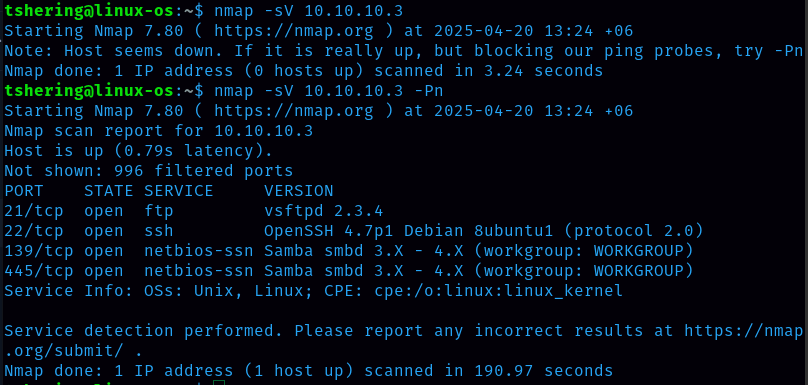 tshering@linux-os:~$ nmap -sV 10.10.10.3
Starting Nmap 7.80 ( https://nmap.org ) at 2025-04-20 13:24 +06
Note: Host seems down. If it is really up, but blocking our ping probes, try -Pn
Nmap done: 1 IP address (0 hosts up) scanned in 3.24 seconds
tshering@linux-os:~$ nmap -sV 10.10.10.3 -Pn
Starting Nmap 7.80 ( https://nmap.org ) at 2025-04-20 13:24 +06
Nmap scan report for 10.10.10.3
Host is up (0.79s latency).
Not shown: 996 filtered ports
PORT    STATE SERVICE     VERSION
21/tcp  open  ftp         vsftpd 2.3.4
22/tcp  open  ssh         OpenSSH 4.7p1 Debian 8ubuntu1 (protocol 2.0)
139/tcp open  netbios-ssn Samba smbd 3.X - 4.X (workgroup: WORKGROUP)
445/tcp open  netbios-ssn Samba smbd 3.X - 4.X (workgroup: WORKGROUP)
Service Info: OSs: Unix, Linux; CPE: cpe:/o:linux:linux_kernel

Service detection performed. Please report any incorrect results at https://nmap
.org/submit/ .
Nmap done: 1 IP address (1 host up) scanned in 190.97 seconds